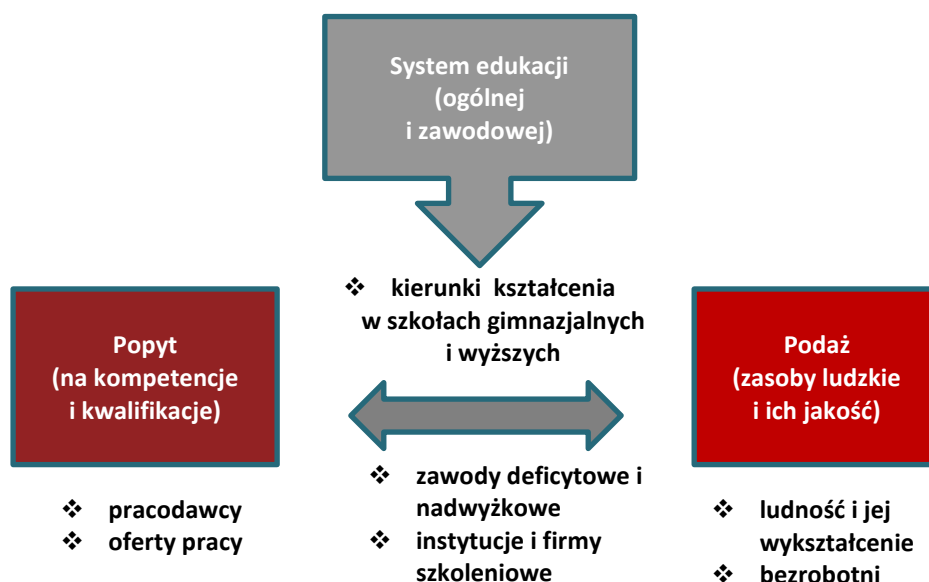 System edukacji
(ogólnej
i zawodowej)
❖ kierunki kształcenia
w szkołach gimnazjalnych
i wyższych
Popyt
(na kompetencje
i kwalifikacje)
Podaż
(zasoby ludzkie
i ich jakość)
❖ pracodawcy
❖ oferty pracy
❖ zawody deficytowe i
nadwyżkowe
❖ instytucje i firmy
szkoleniowe
❖ ludność i jej
wykształcenie
❖ bezrobotni